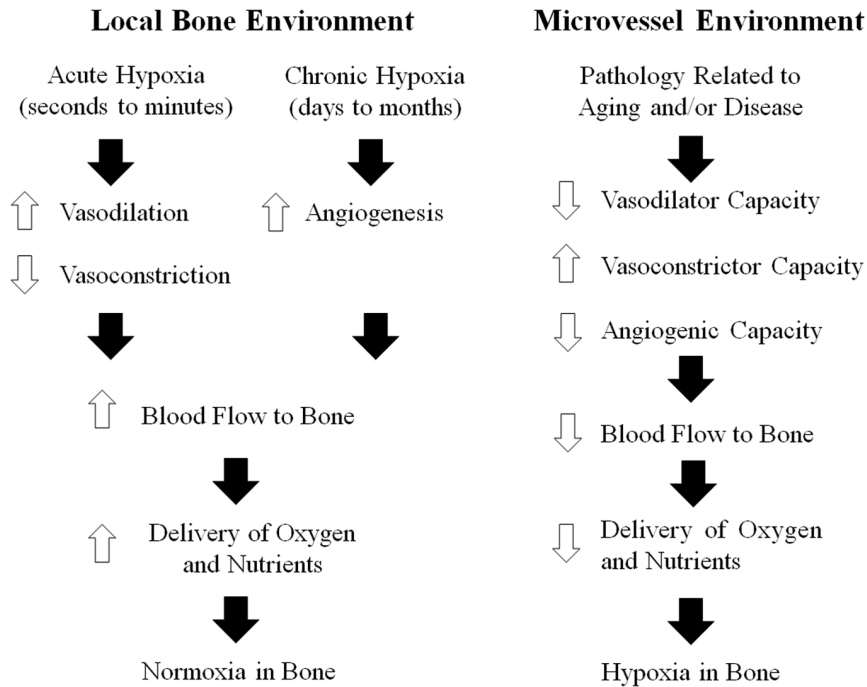 Local Bone Environment
Acute Hypoxia
(seconds to minutes)
Chronic Hypoxia
(days to months)
Vasodilation
Angiogenesis
Vasoconstriction
Blood Flow to Bone
Delivery of Oxygen
and Nutrients
Normoxia in Bone
Microvessel Environment
Pathology Related to
Aging and/or Disease
Vasodilator Capacity
Vasoconstrictor Capacity
Angiogenic Capacity
Blood Flow to Bone
Delivery of Oxygen
and Nutrients
Hypoxia in Bone